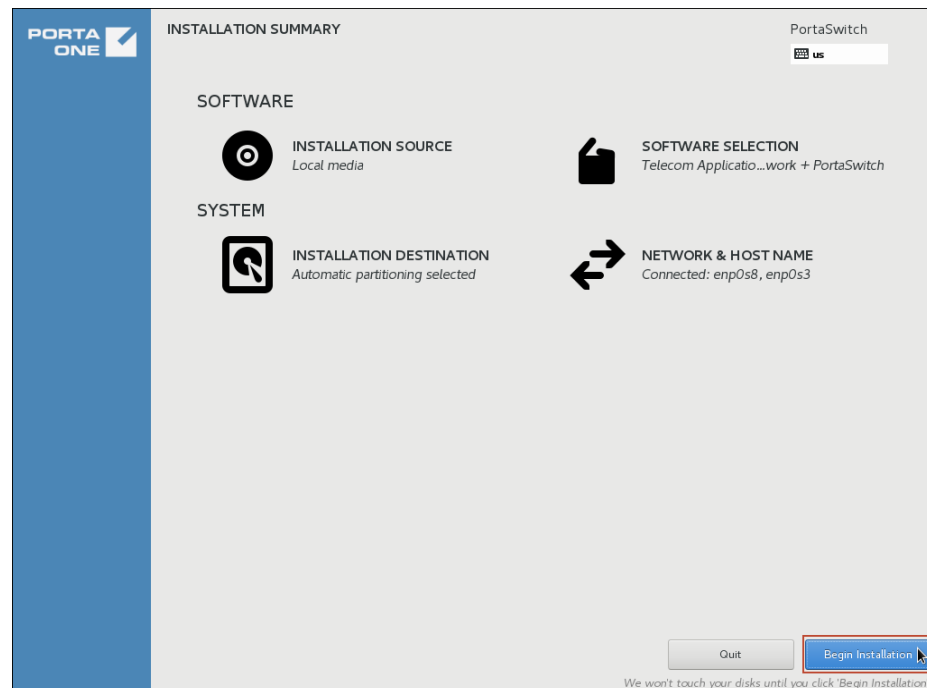 PORTA
ONE
INSTALLATION SUMMARY
PortaSwitch
us
SOFTWARE
INSTALLATION SOURCE
Local media
SOFTWARE SELECTION
Telecom Applicatio...work + PortaSwitch
SYSTEM
INSTALLATION DESTINATION
Automatic partitioning selected
NETWORK & HOST NAME
Connected: enp0s8, enp0s3
Quit
Begin Installation
We won't touch your disks until you click 'Begin Installation